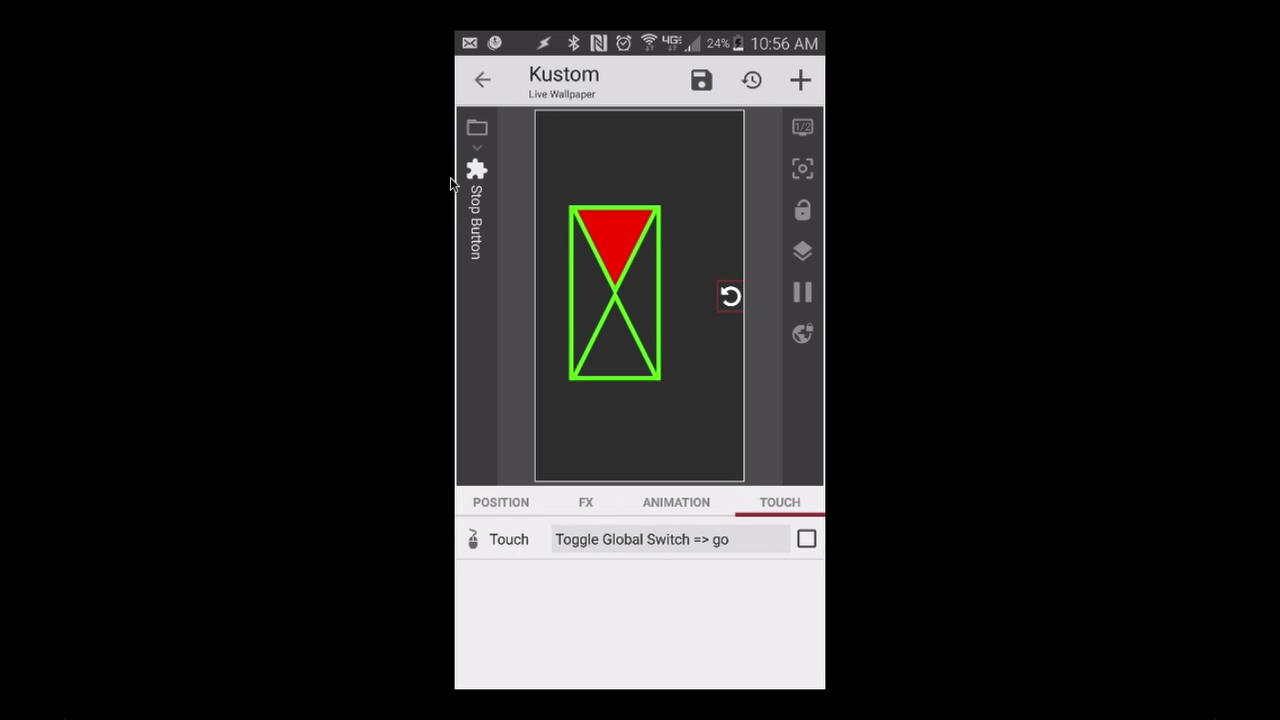 4G 24% 10:56 AM
Kustom
Live Wallpaper
1/2
Stop Button
POSITION FX ANIMATION TOUCH
Touch Toggle Global Switch => go